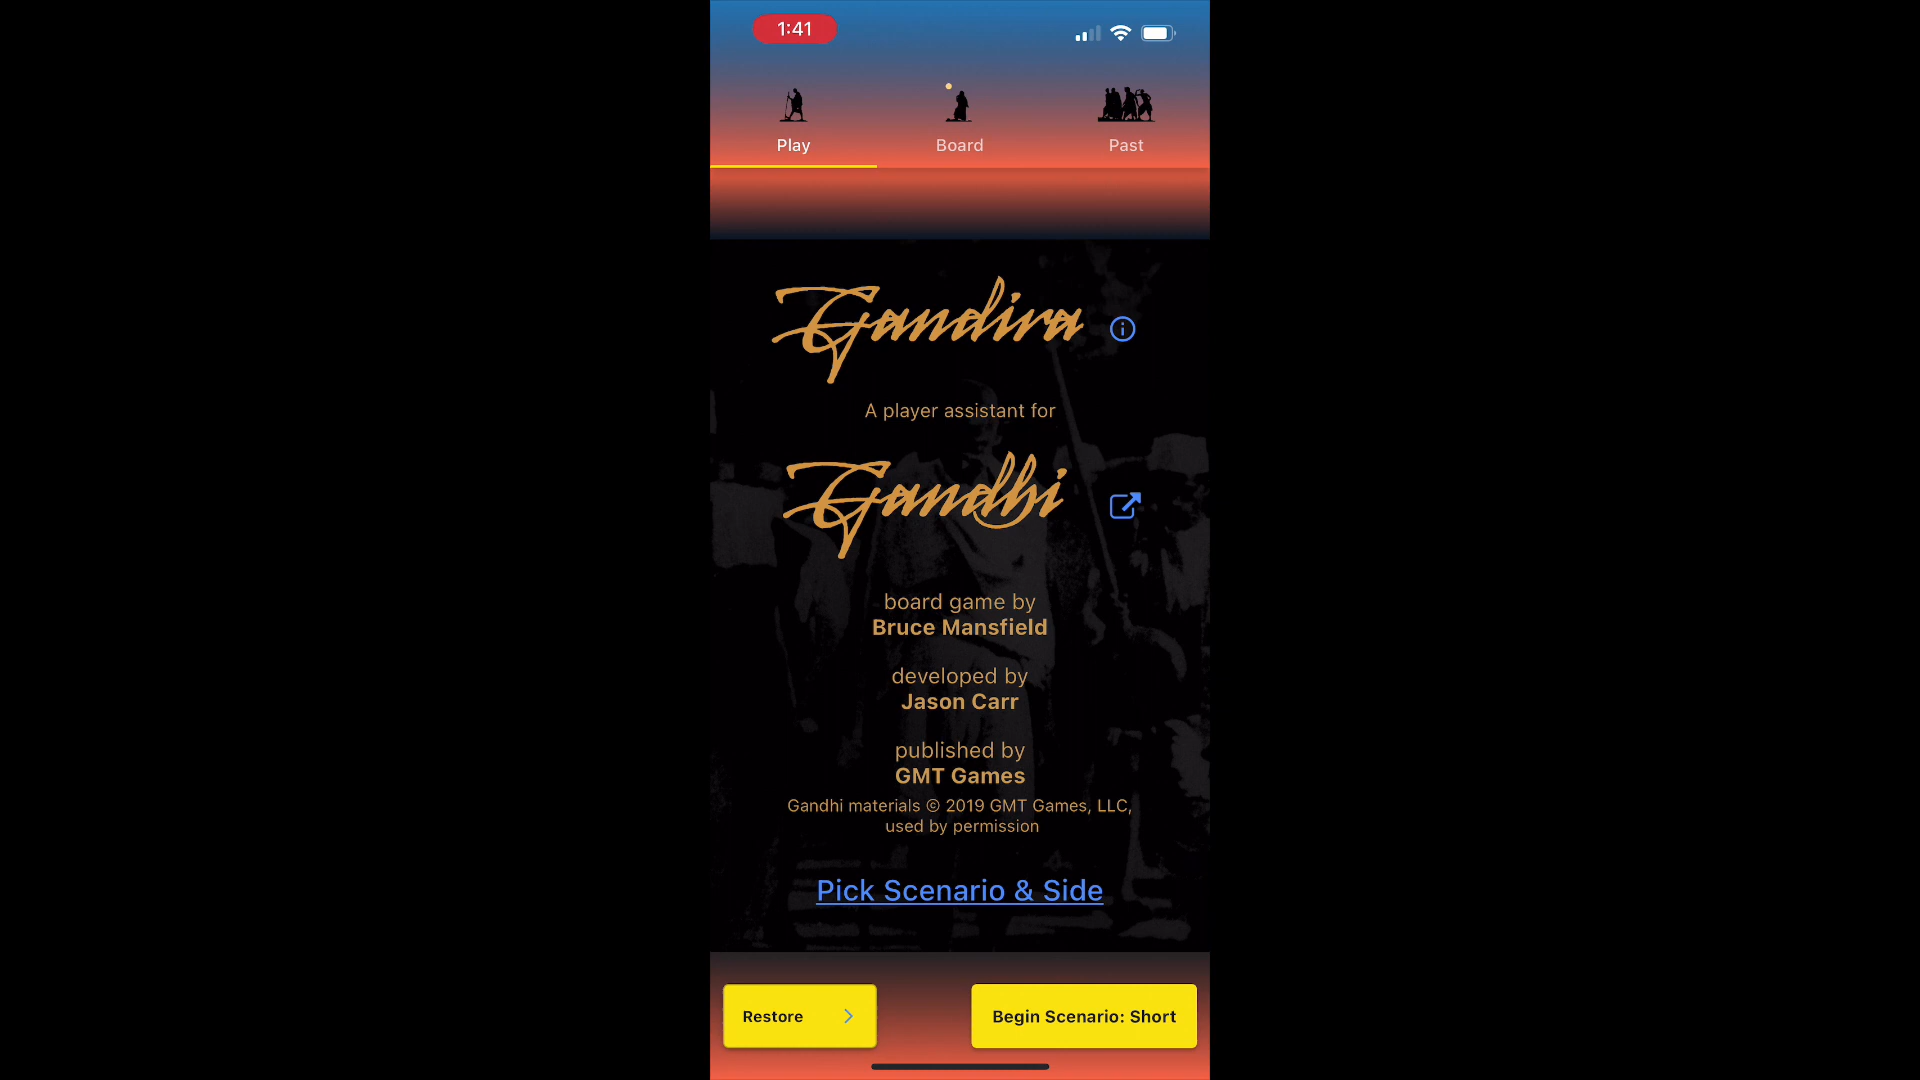 1:41
Play
Board
Past
Gandira
A player assistant for
Gandhi
board game by
Bruce Mansfield
developed by
Jason Carr
published by
GMT Games
Gandhi materials © 2019 GMT Games, LLC,
used by permission
Pick Scenario & Side
Restore
Begin Scenario: Short